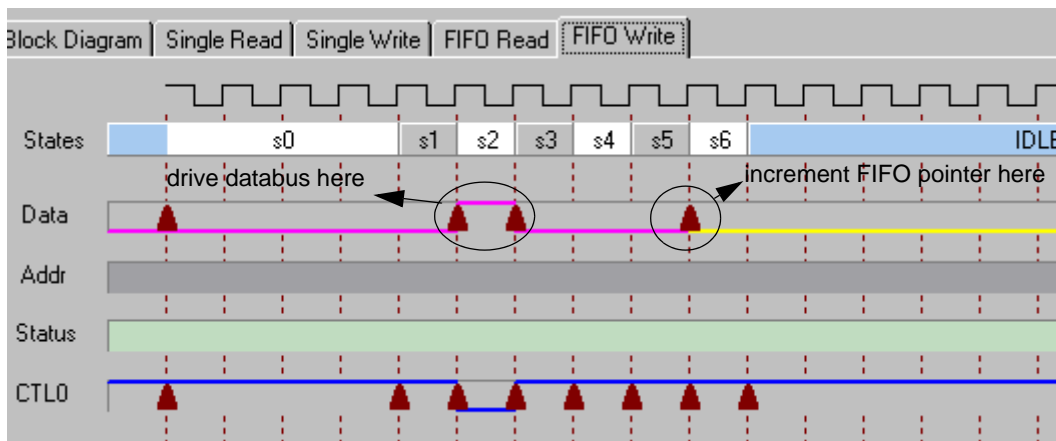 Block Diagram Single Read Single Write FIFO Read FIFO Write
States s0 s1 s2 s3 s4 s5 s6 IDLE
drive databus here increment FIFO pointer here
Data
Addr
Status
CTL0